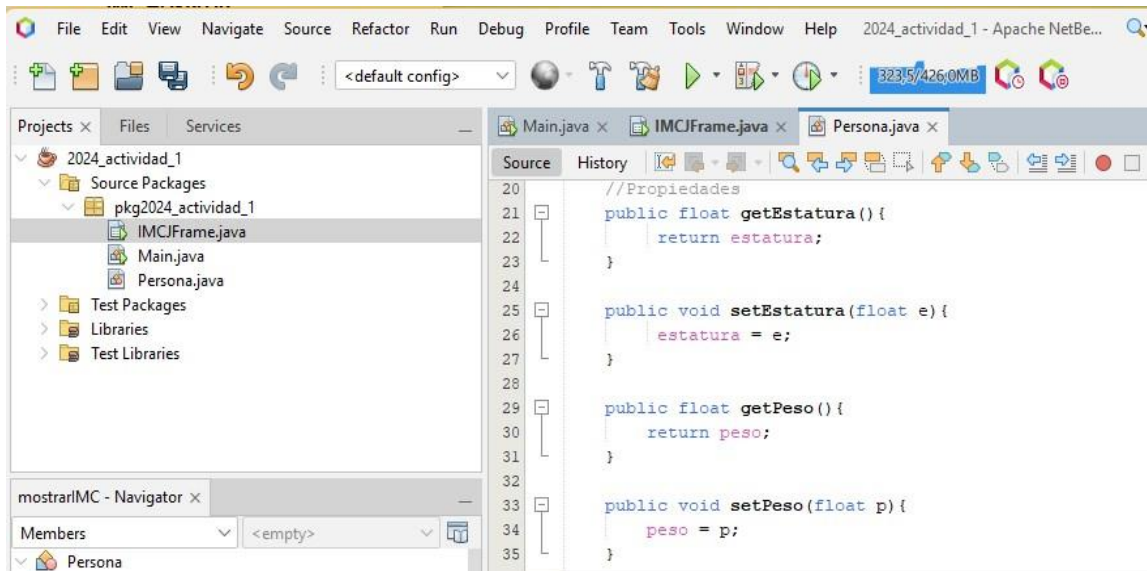 File Edit View Navigate Source Refactor Run Debug Profile Team Tools Window Help 2024_actividad_1 - Apache NetBe...
<default config>
323,5/426,0MB
Projects Files Services
2024_actividad_1
Source Packages
pkg2024_actividad_1
IMCJFrame.java
Main.java
Persona.java
Test Packages
Libraries
Test Libraries
mostrarIMC - Navigator
Members <empty>
Persona
Main.java IMCJFrame.java Persona.java
Source History
20 //Propiedades
21 public float getEstatura(){
22 return estatura;
23 }
24
25 public void setEstatura(float e){
26 estatura = e;
27 }
28
29 public float getPeso(){
30 return peso;
31 }
32
33 public void setPeso(float p){
34 peso = p;
35 }